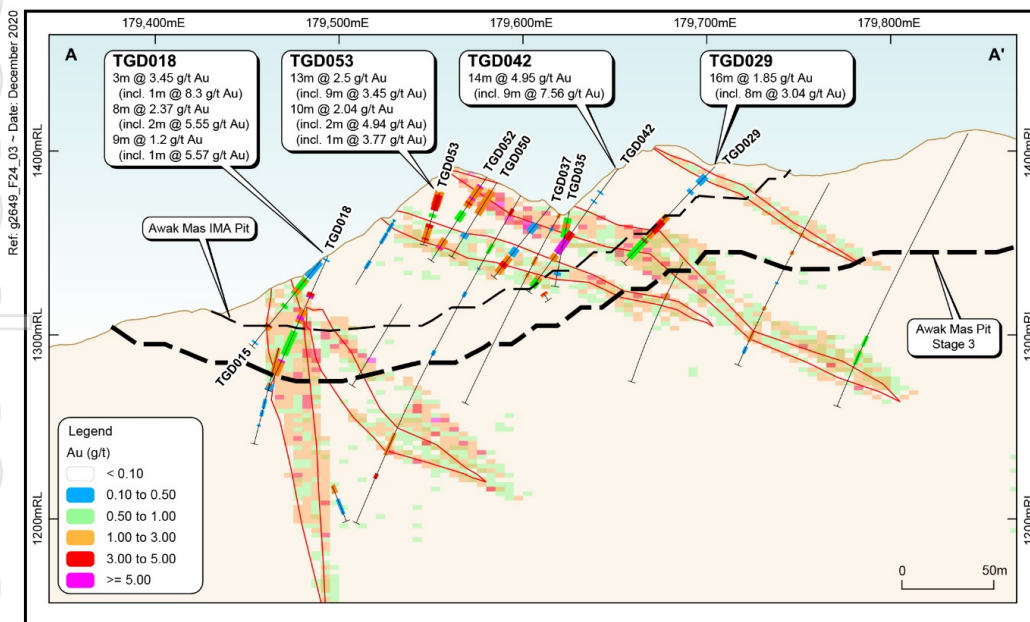 Ref: g2649_F24_03 ~ Date: December 2020
179,400mE
179,500mE
179,600mE
179,700mE
179,800mE
A
A'
TGD018
3m @ 3.45 g/t Au
(incl. 1m @ 8.3 g/t Au)
8m @ 2.37 g/t Au
(incl. 2m @ 5.55 g/t Au)
9m @ 1.2 g/t Au
(incl. 1m @ 5.57 g/t Au)
TGD053
13m @ 2.5 g/t Au
(incl. 9m @ 3.45 g/t Au)
10m @ 2.04 g/t Au
(incl. 2m @ 4.94 g/t Au)
(incl. 1m @ 3.77 g/t Au)
TGD042
14m @ 4.95 g/t Au
(incl. 9m @ 7.56 g/t Au)
TGD029
16m @ 1.85 g/t Au
(incl. 8m @ 3.04 g/t Au)
1400mRL
1400mRL
TGD053
TGD052
TGD050
TGD037
TGD035
TGD042
TGD029
Awak Mas IMA Pit
TGD018
TGD015
1300mRL
1300mRL
Awak Mas Pit
Stage 3
1200mRL
1200mRL
Legend
Au (g/t)
< 0.10
0.10 to 0.50
0.50 to 1.00
1.00 to 3.00
3.00 to 5.00
>= 5.00
0
50m